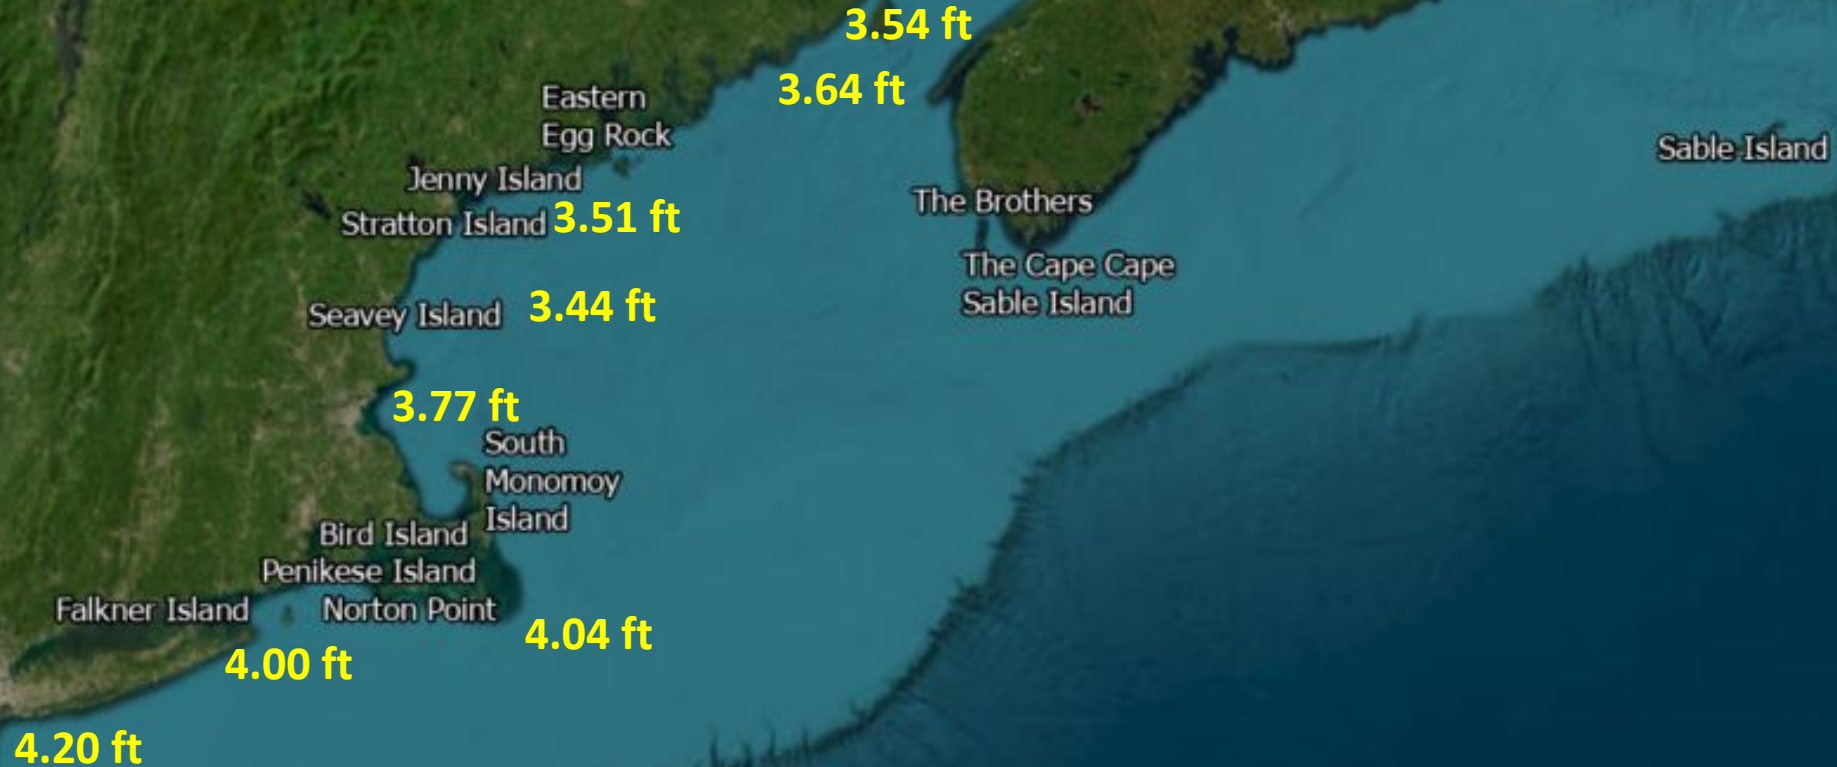 3.54 ft
3.64 ft
Eastern
Egg Rock
Sable Island
Jenny Island
The Brothers
Stratton Island 3.51 ft
The Cape Cape
Sable Island
Seavey Island 3.44 ft
3.77 ft
South
Monomoy
Island
Bird Island
Penikese Island
Falkner Island
Norton Point
4.04 ft
4.00 ft
4.20 ft